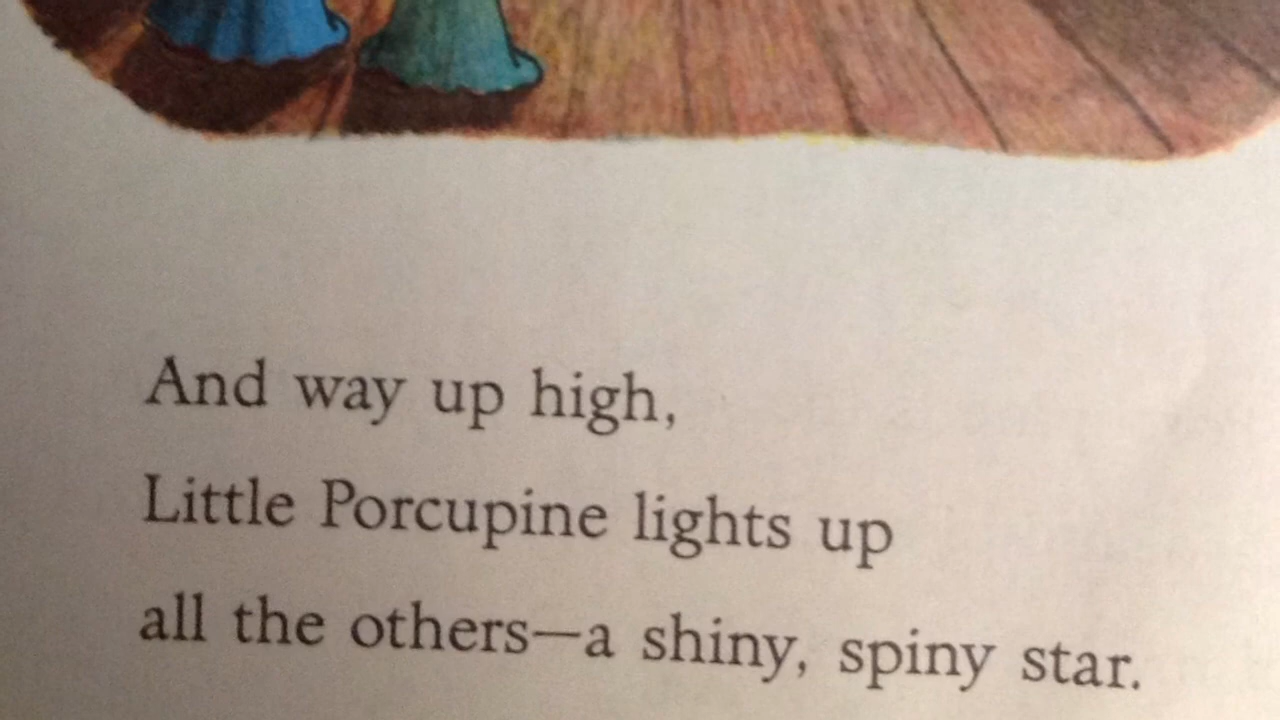 And way up high,
Little Porcupine lights up
all the others—a shiny, spiny star.